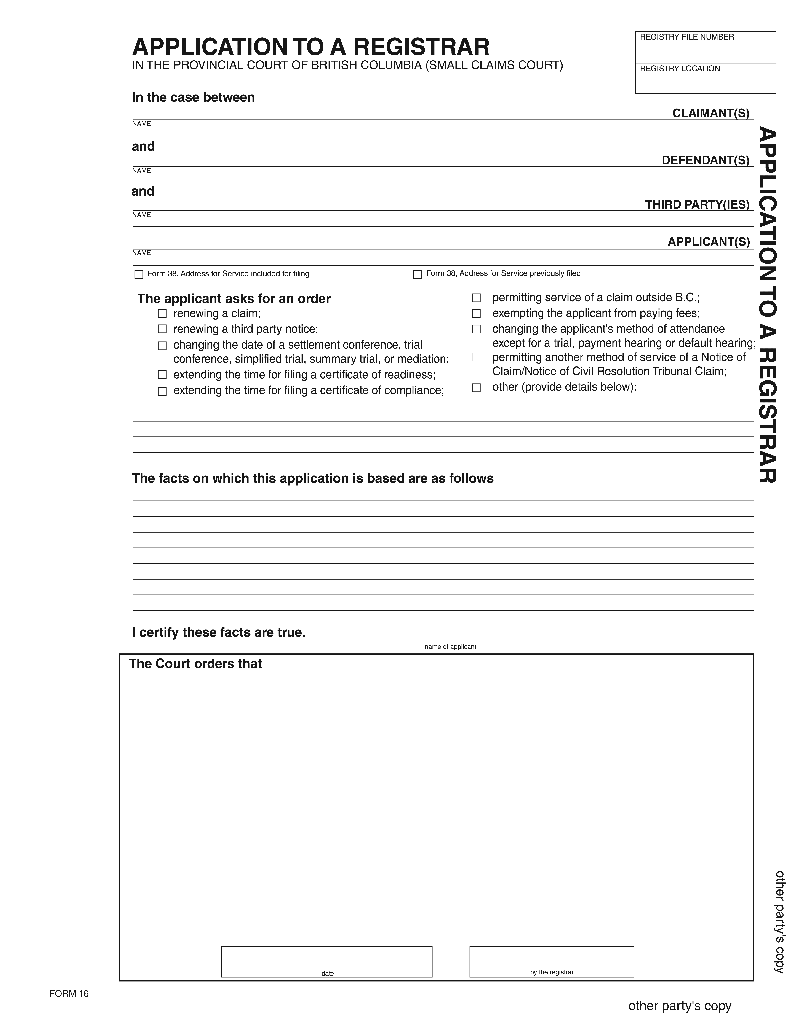 APPLICATION TO A REGISTRAR
IN THE PROVINCIAL COURT OF BRITISH COLUMBIA (SMALL CLAIMS COURT)
REGISTRY FILE NUMBER
REGISTRY LOCATION
In the case between
CLAIMANT(S)
NAME
and
DEFENDANT(S)
NAME
and
THIRD PARTY(IES)
NAME
APPLICANT(S)
NAME
Form 38, Address for Service included for filing
Form 38, Address for Service previously filed
The applicant asks for an order
renewing a claim;
renewing a third party notice;
changing the date of a settlement conference, trial
conference, simplified trial, summary trial, or mediation;
extending the time for filing a certificate of readiness;
extending the time for filing a certificate of compliance;
permitting service of a claim outside B.C.;
exempting the applicant from paying fees;
changing the applicant's method of attendance
except for a trial, payment hearing or default hearing;
permitting another method of service of a Notice of
Claim/Notice of Civil Resolution Tribunal Claim;
other (provide details below):
The facts on which this application is based are as follows
I certify these facts are true.
name of applicant
The Court orders that
date
by the registrar
APPLICATION TO A REGISTRAR
other party's copy
FORM 16
other party's copy